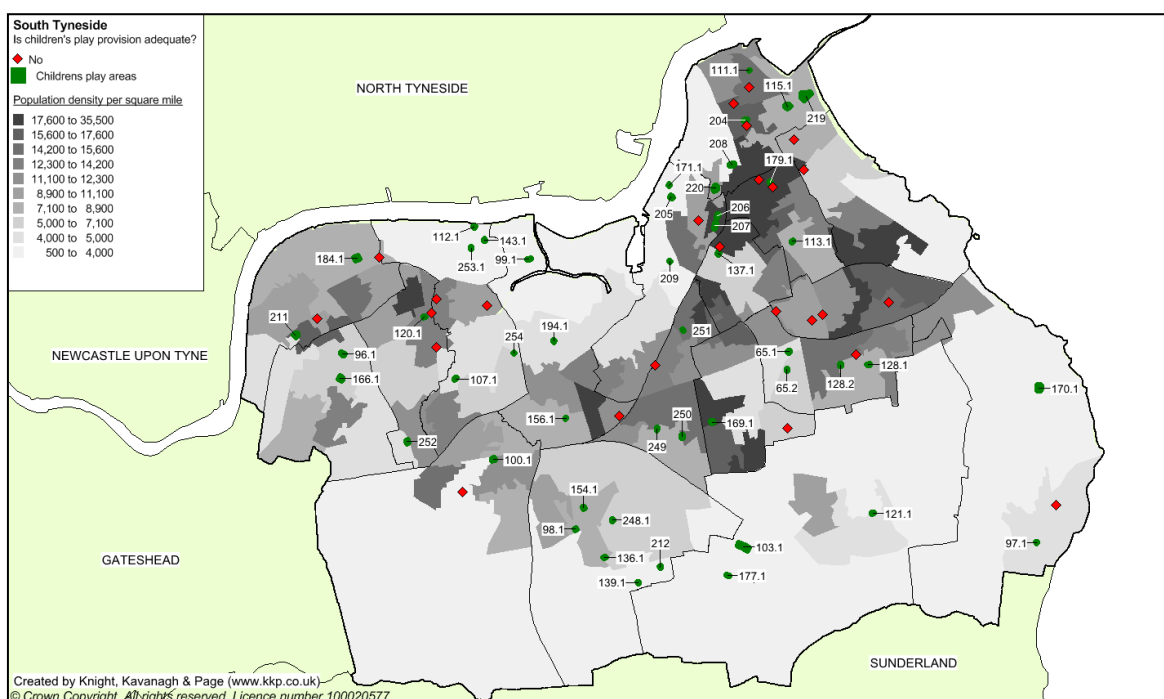 South Tyneside
Is children's play provision adequate?
No
Childrens play areas
Population density per square mile
17,600 to 35,500
15,600 to 17,600
14,200 to 15,600
12,300 to 14,200
11,100 to 12,300
8,900 to 11,100
7,100 to 8,900
5,000 to 7,100
4,000 to 5,000
500 to 4,000
NORTH TYNESIDE
111.1
115.1
204
219
208
179.1
171.1
220
205
206
207
112.1
143.1
113.1
253.1
99.1
184.1
137.1
209
211
120.1
254
194.1
251
NEWCASTLE UPON TYNE
96.1
65.1
166.1
107.1
65.2
128.1
128.2
170.1
156.1
250
169.1
252
249
100.1
154.1
248.1
121.1
98.1
GATESHEAD
136.1
212
103.1
97.1
139.1
177.1
SUNDERLAND
Created by Knight, Kavanagh & Page (www.kkp.co.uk)
© Crown Copyright. All rights reserved. Licence number 100020577